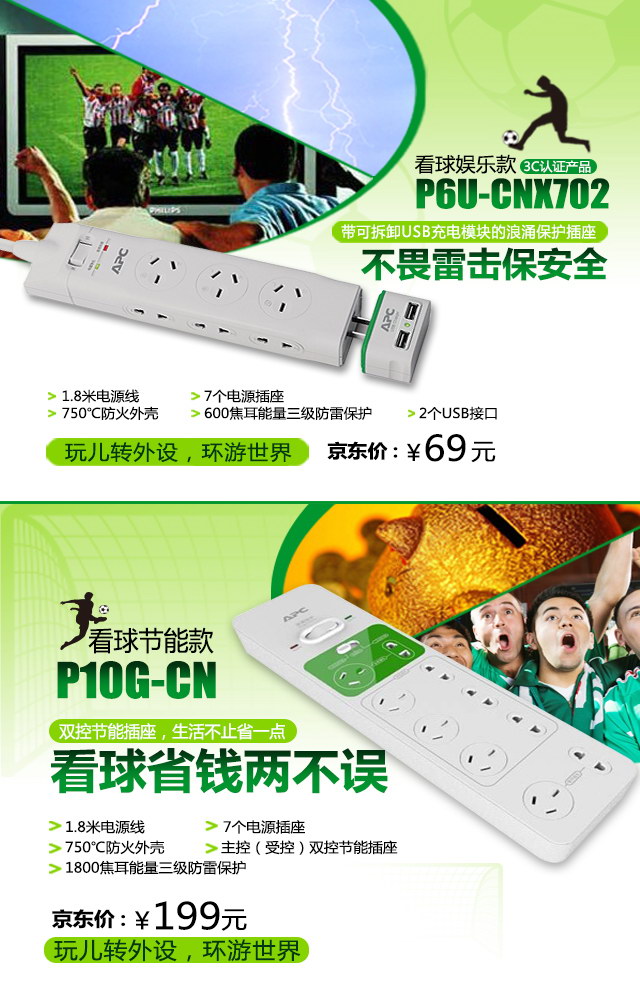 PHILIPS
看球娱乐款 3C认证产品
P6U-CNX702
带可拆卸USB充电模块的浪涌保护插座
不畏雷击保安全
APC
APC
> 1.8米电源线 > 7个电源插座
> 750℃防火外壳 > 600焦耳能量三级防雷保护 > 2个USB接口
玩儿转外设，环游世界 京东价：￥69元
APC
看球节能款
P10G-CN
双控节能插座，生活不止省一点
看球省钱两不误
> 1.8米电源线 > 7个电源插座
> 750℃防火外壳 > 主控（受控）双控节能插座
> 1800焦耳能量三级防雷保护
京东价：￥199元
玩儿转外设，环游世界